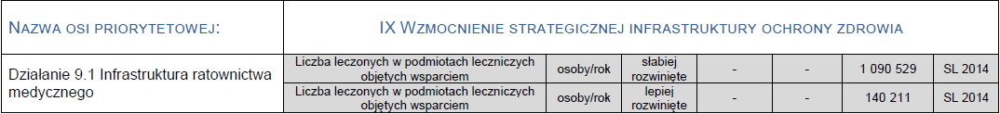 NAZWA OSI PRIORYTETOWEJ:
IX WZMOCNIENIE STRATEGICZNEJ INFRASTRUKTURY OCHRONY ZDROWIA
Działanie 9.1 Infrastruktura ratownictwa
medycznego
Liczba leczonych w podmiotach leczniczych
objętych wsparciem
osoby/rok
słabiej
rozwinięte
-
-
1 090 529
SL 2014
Liczba leczonych w podmiotach leczniczych
objętych wsparciem
osoby/rok
lepiej
rozwinięte
-
-
140 211
SL 2014